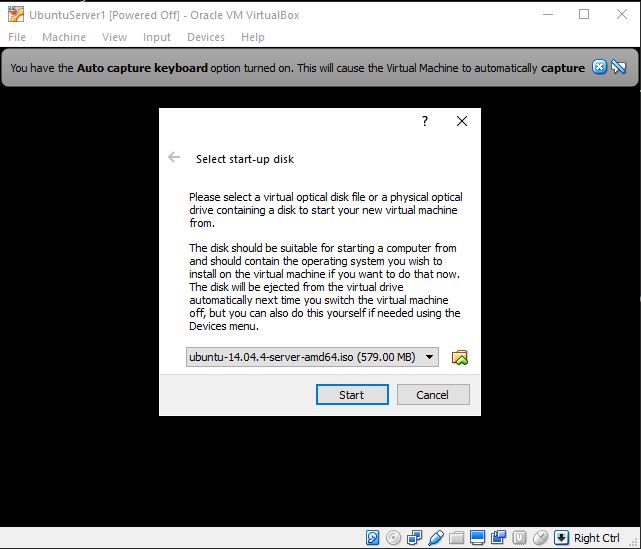 UbuntuServer1 [Powered Off] - Oracle VM VirtualBox
File Machine View Input Devices Help
You have the Auto capture keyboard option turned on. This will cause the Virtual Machine to automatically capture
?
Select start-up disk
Please select a virtual optical disk file or a physical optical
drive containing a disk to start your new virtual machine
from.
The disk should be suitable for starting a computer from
and should contain the operating system you wish to
install on the virtual machine if you want to do that now.
The disk will be ejected from the virtual drive
automatically next time you switch the virtual machine
off, but you can also do this yourself if needed using the
Devices menu.
ubuntu-14.04.4-server-amd64.iso (579.00 MB)
Start Cancel
Right Ctrl